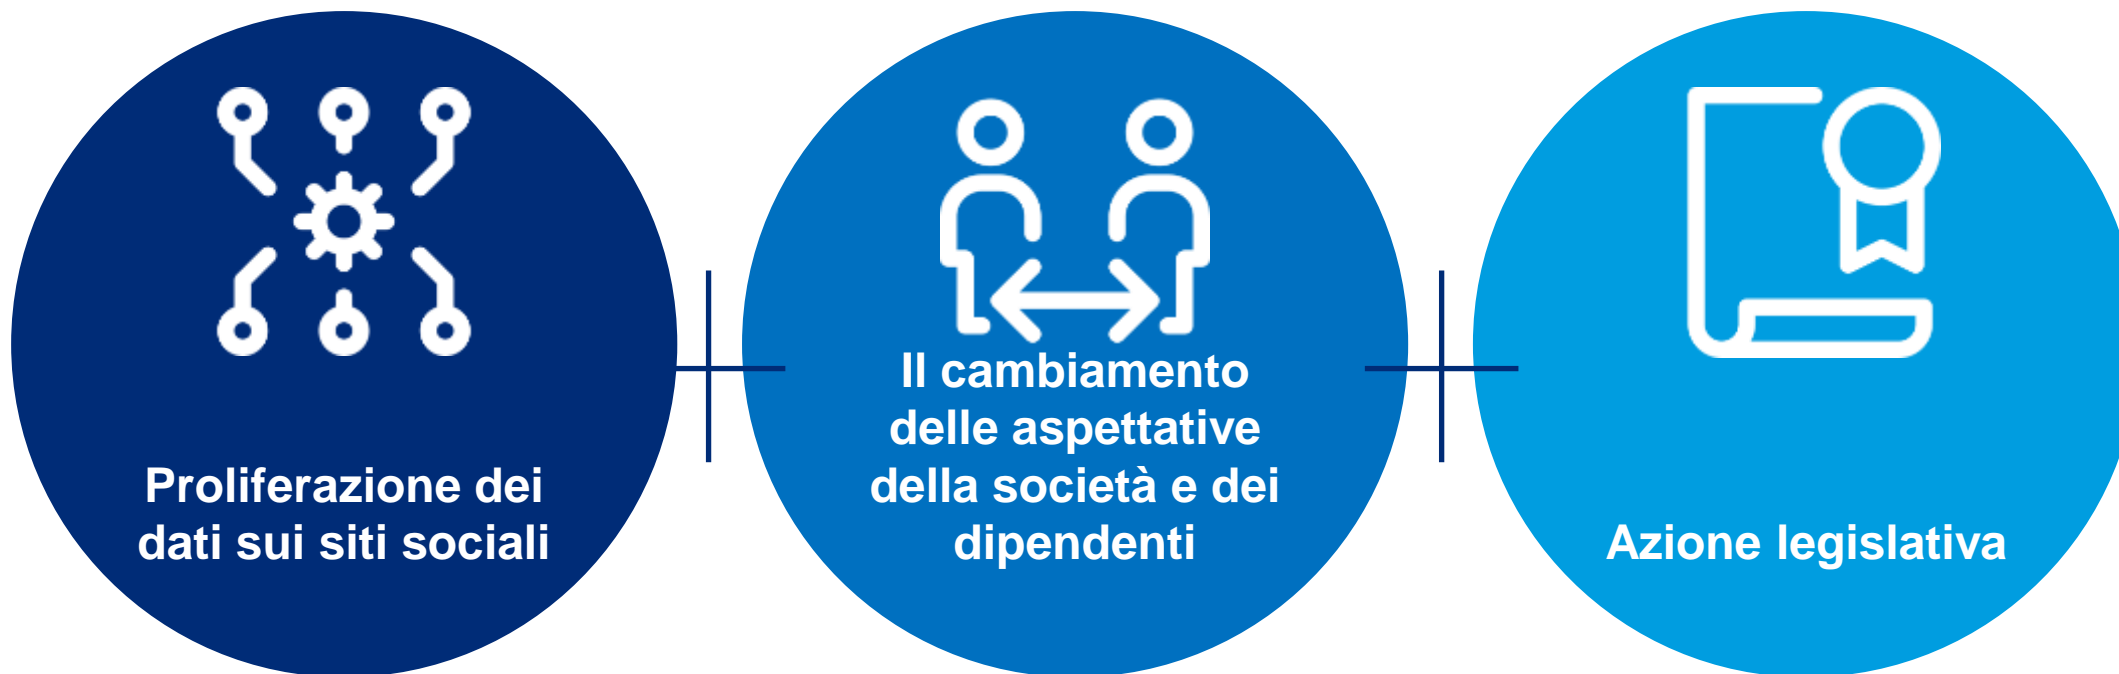 Proliferazione dei
dati sui siti sociali
Il cambiamento
delle aspettative
della società e dei
dipendenti
Azione legislativa